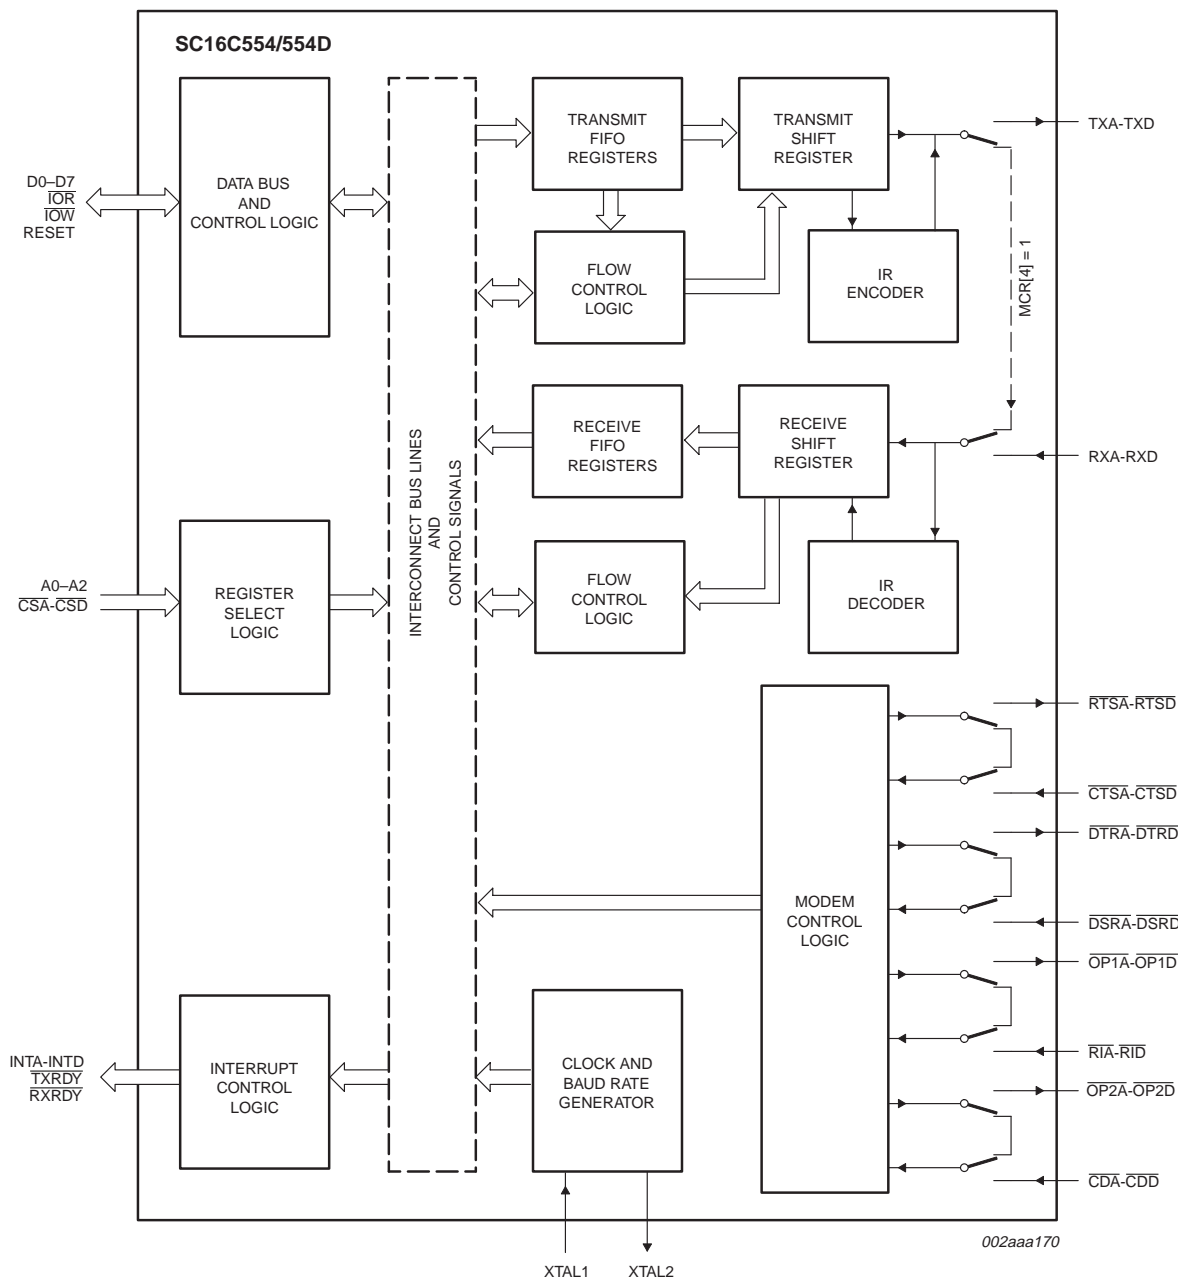 SC16C554/554D
D0–D7
IOR
IOW
RESET
DATA BUS
AND
CONTROL LOGIC
TRANSMIT
FIFO
REGISTERS
TRANSMIT
SHIFT
REGISTER
TXA-TXD
FLOW
CONTROL
LOGIC
IR
ENCODER
MCR[4] = 1
RECEIVE
FIFO
REGISTERS
RECEIVE
SHIFT
REGISTER
RXA-RXD
INTERCONNECT BUS LINES
AND
CONTROL SIGNALS
A0–A2
CSA-CSD
REGISTER
SELECT
LOGIC
FLOW
CONTROL
LOGIC
IR
DECODER
RTSA-RTSD
CTSA-CTSD
DTRA-DTRD
MODEM
CONTROL
LOGIC
DSRA-DSRD
OP1A-OP1D
RIA-RID
OP2A-OP2D
CDA-CDD
INTA-INTD
TXRDY
RXRDY
INTERRUPT
CONTROL
LOGIC
CLOCK AND
BAUD RATE
GENERATOR
002aaa170
XTAL1
XTAL2